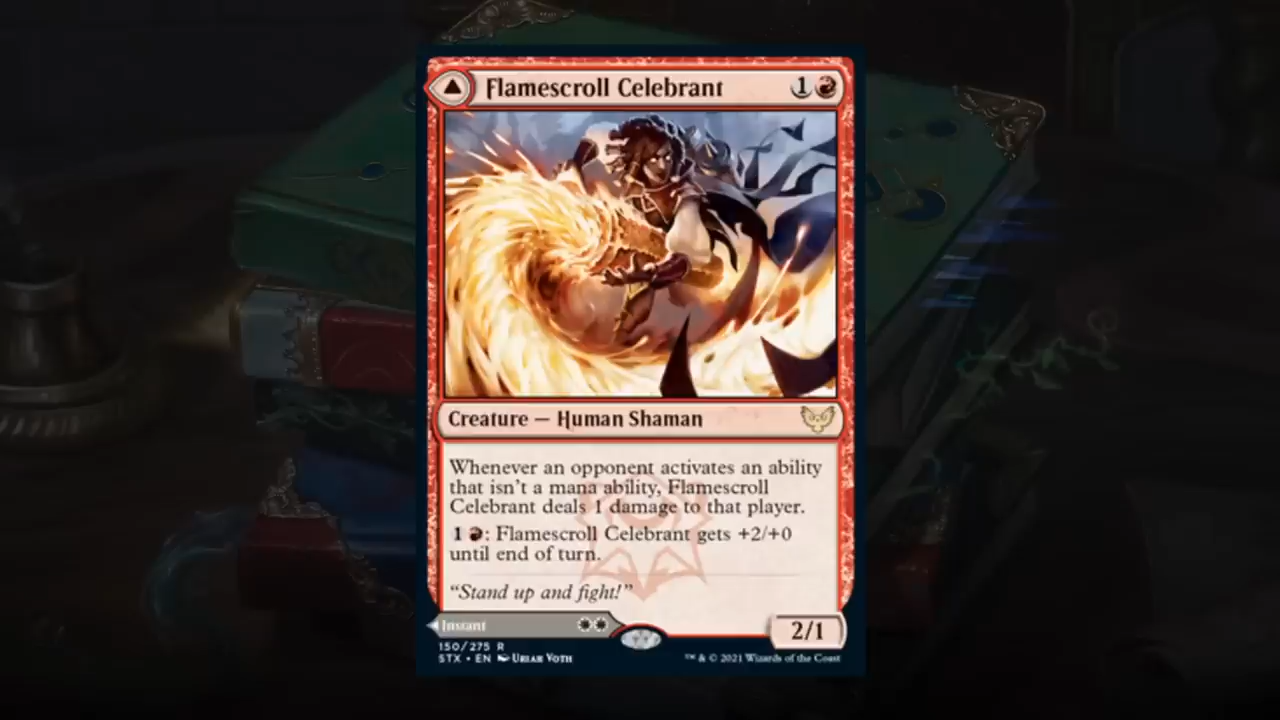 Flamescroll Celebrant 1
Creature — Human Shaman
Whenever an opponent activates an ability
that isn't a mana ability, Flamescroll
Celebrant deals 1 damage to that player.
1 : Flamescroll Celebrant gets +2/+0
until end of turn.
"Stand up and fight!"
Instant
2/1
150/275 R
STX • EN Uriah Voth
™ & © 2021 Wizards of the Coast